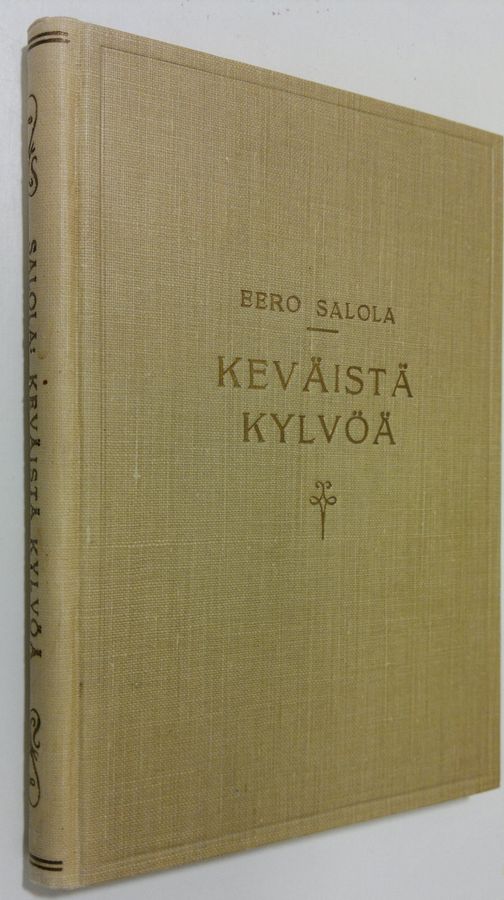 EERO SALOLA
KEVÄISTÄ
KYLVÖÄ
SALOLA: KEVÄISTÄ KYLVÖÄ